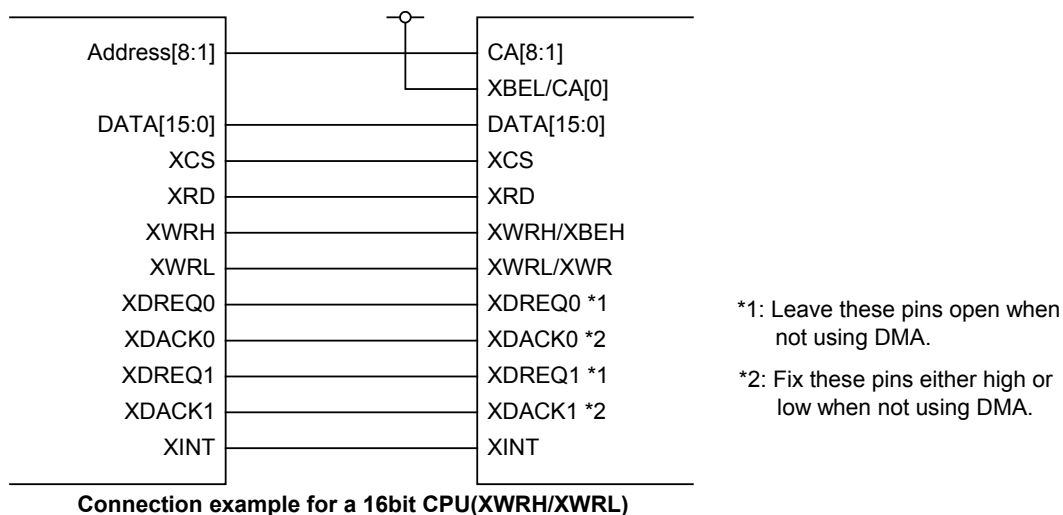 Address[8:1] CA[8:1]
XBEL/CA[0]
DATA[15:0] DATA[15:0]
XCS XCS
XRD XRD
XWRH XWRH/XBEH
XWRL XWRL/XWR
XDREQ0 XDREQ0 *1
XDACK0 XDACK0 *2
XDREQ1 XDREQ1 *1
XDACK1 XDACK1 *2
XINT XINT
*1: Leave these pins open when
not using DMA.
*2: Fix these pins either high or
low when not using DMA.
Connection example for a 16bit CPU(XWRH/XWRL)